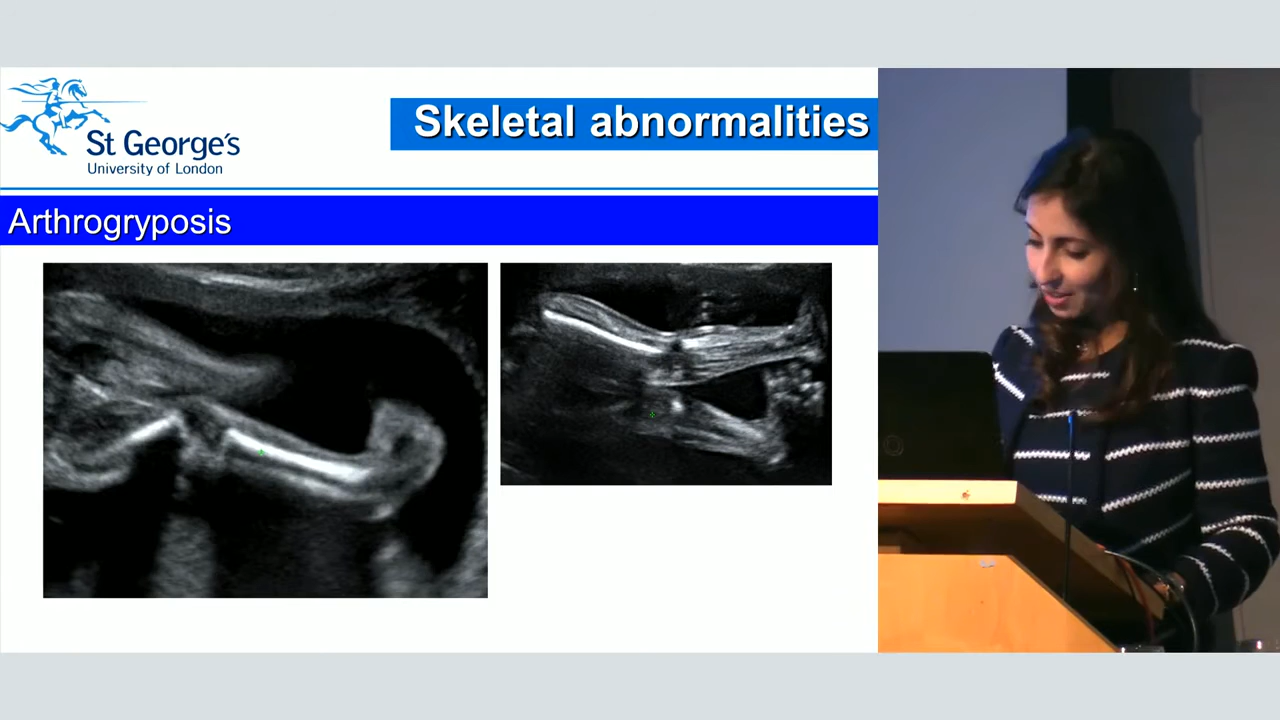 St George's
University of London
Skeletal abnormalities
Arthrogryposis